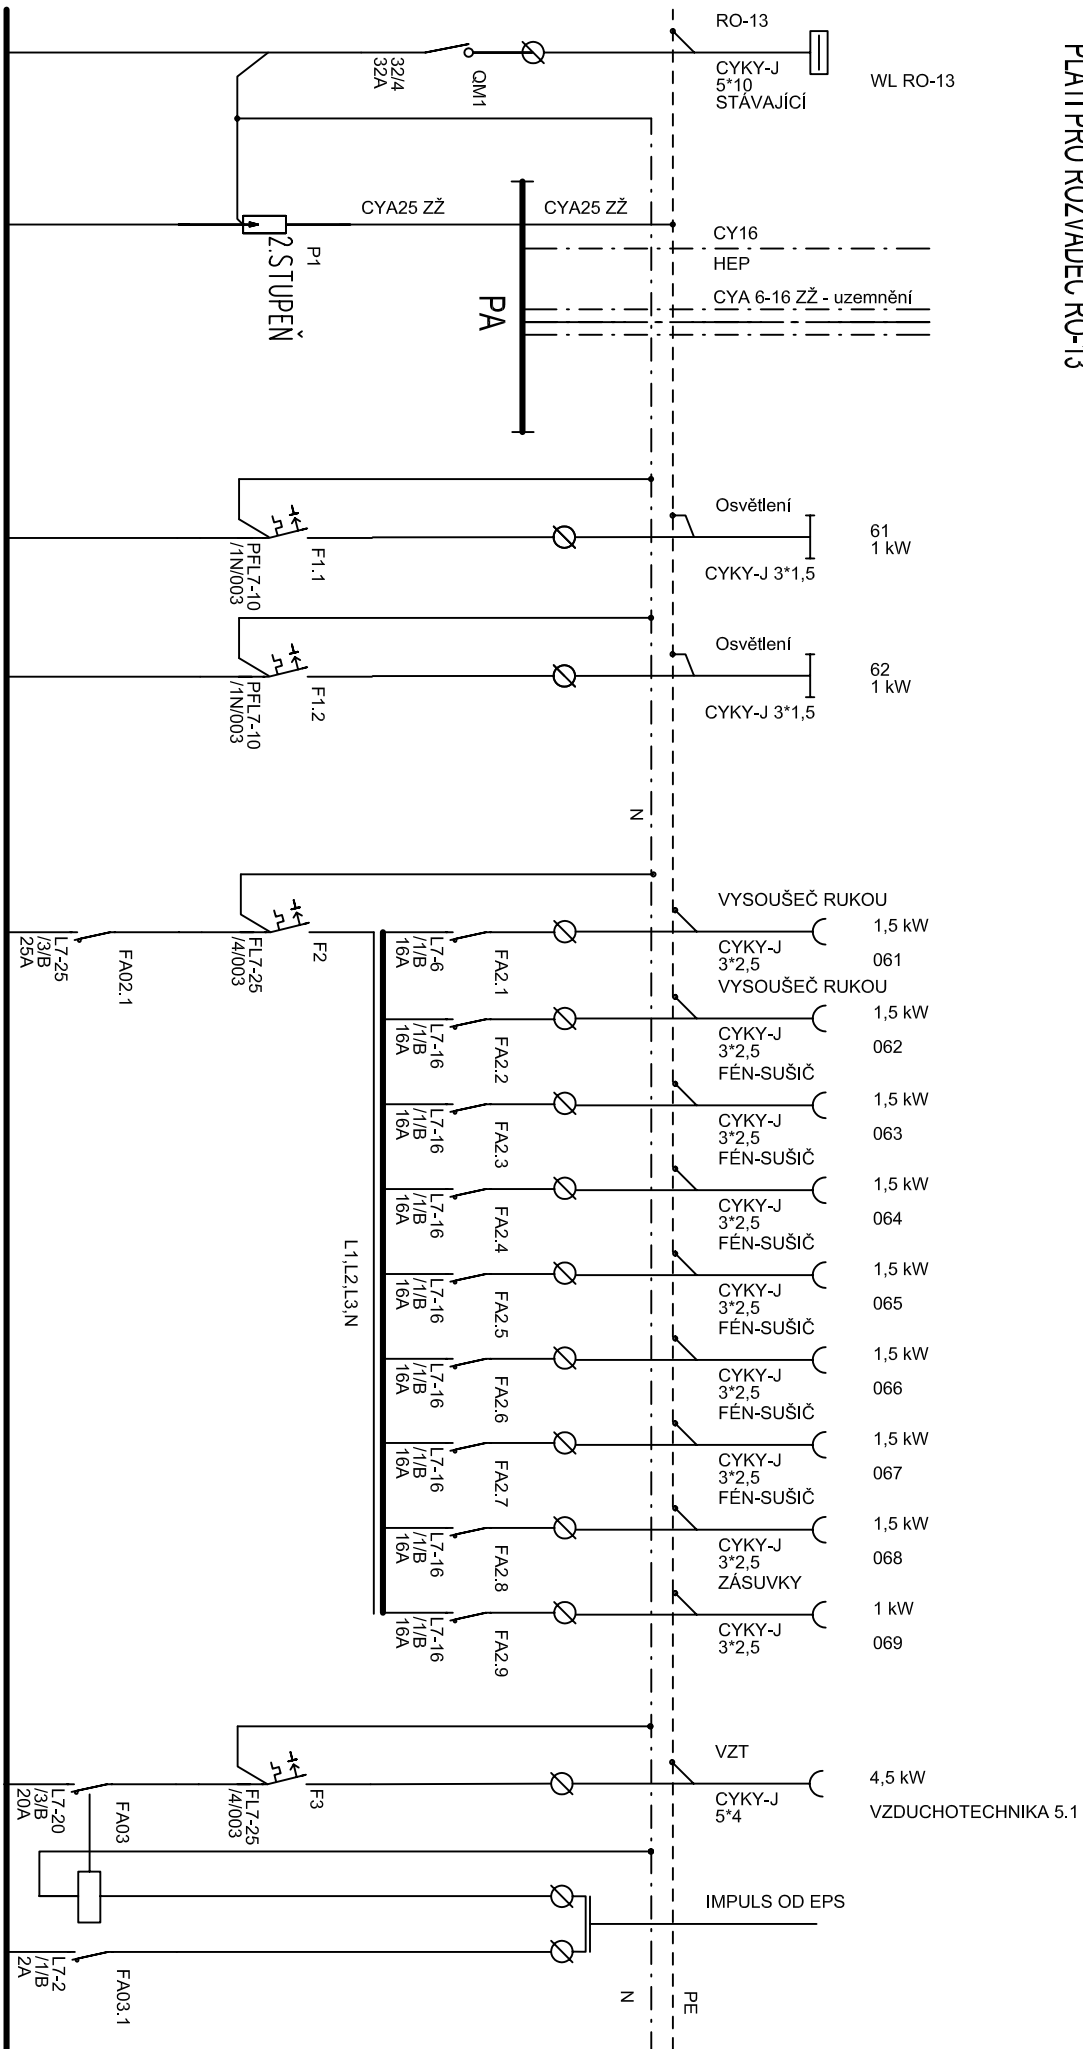 PLATÍ PRO ROZVADĚČ RO-13
RO-13
CYKY-J
5*10
STÁVAJÍCÍ
WL RO-13
QM1
32/4
32A
CYA25 ZŽ
CYA25 ZŽ
CY16
HEP
CYA 6-16 ZŽ - uzemnění
P1
2.STUPEŇ
PA
Osvětlení
61
1 kW
CYKY-J 3*1,5
F1.1
PFL7-10
/1N/003
Osvětlení
62
1 kW
CYKY-J 3*1,5
F1.2
PFL7-10
/1N/003
N
VYSOUŠEČ RUKOU
1,5 kW
061
CYKY-J
3*2,5
FA2.1
L7-6
/1/B
16A
F2
FL7-25
/4/003
FA02.1
L7-25
/3/B
25A
VYSOUŠEČ RUKOU
1,5 kW
062
CYKY-J
3*2,5
FA2.2
L7-16
/1/B
16A
FÉN-SUŠIČ
1,5 kW
063
CYKY-J
3*2,5
FA2.3
L7-16
/1/B
16A
FÉN-SUŠIČ
1,5 kW
064
CYKY-J
3*2,5
FA2.4
L7-16
/1/B
16A
L1,L2,L3,N
FÉN-SUŠIČ
1,5 kW
065
CYKY-J
3*2,5
FA2.5
L7-16
/1/B
16A
FÉN-SUŠIČ
1,5 kW
066
CYKY-J
3*2,5
FA2.6
L7-16
/1/B
16A
FÉN-SUŠIČ
1,5 kW
067
CYKY-J
3*2,5
FA2.7
L7-16
/1/B
16A
FÉN-SUŠIČ
1,5 kW
068
CYKY-J
3*2,5
FA2.8
L7-16
/1/B
16A
ZÁSUVKY
1 kW
069
CYKY-J
3*2,5
FA2.9
L7-16
/1/B
16A
VZT
4,5 kW
VZDUCHOTECHNIKA 5.1
CYKY-J
5*4
F3
FL7-25
/4/003
FA03
L7-20
/3/B
20A
IMPULS OD EPS
FA03.1
L7-2
/1/B
2A
N
PE